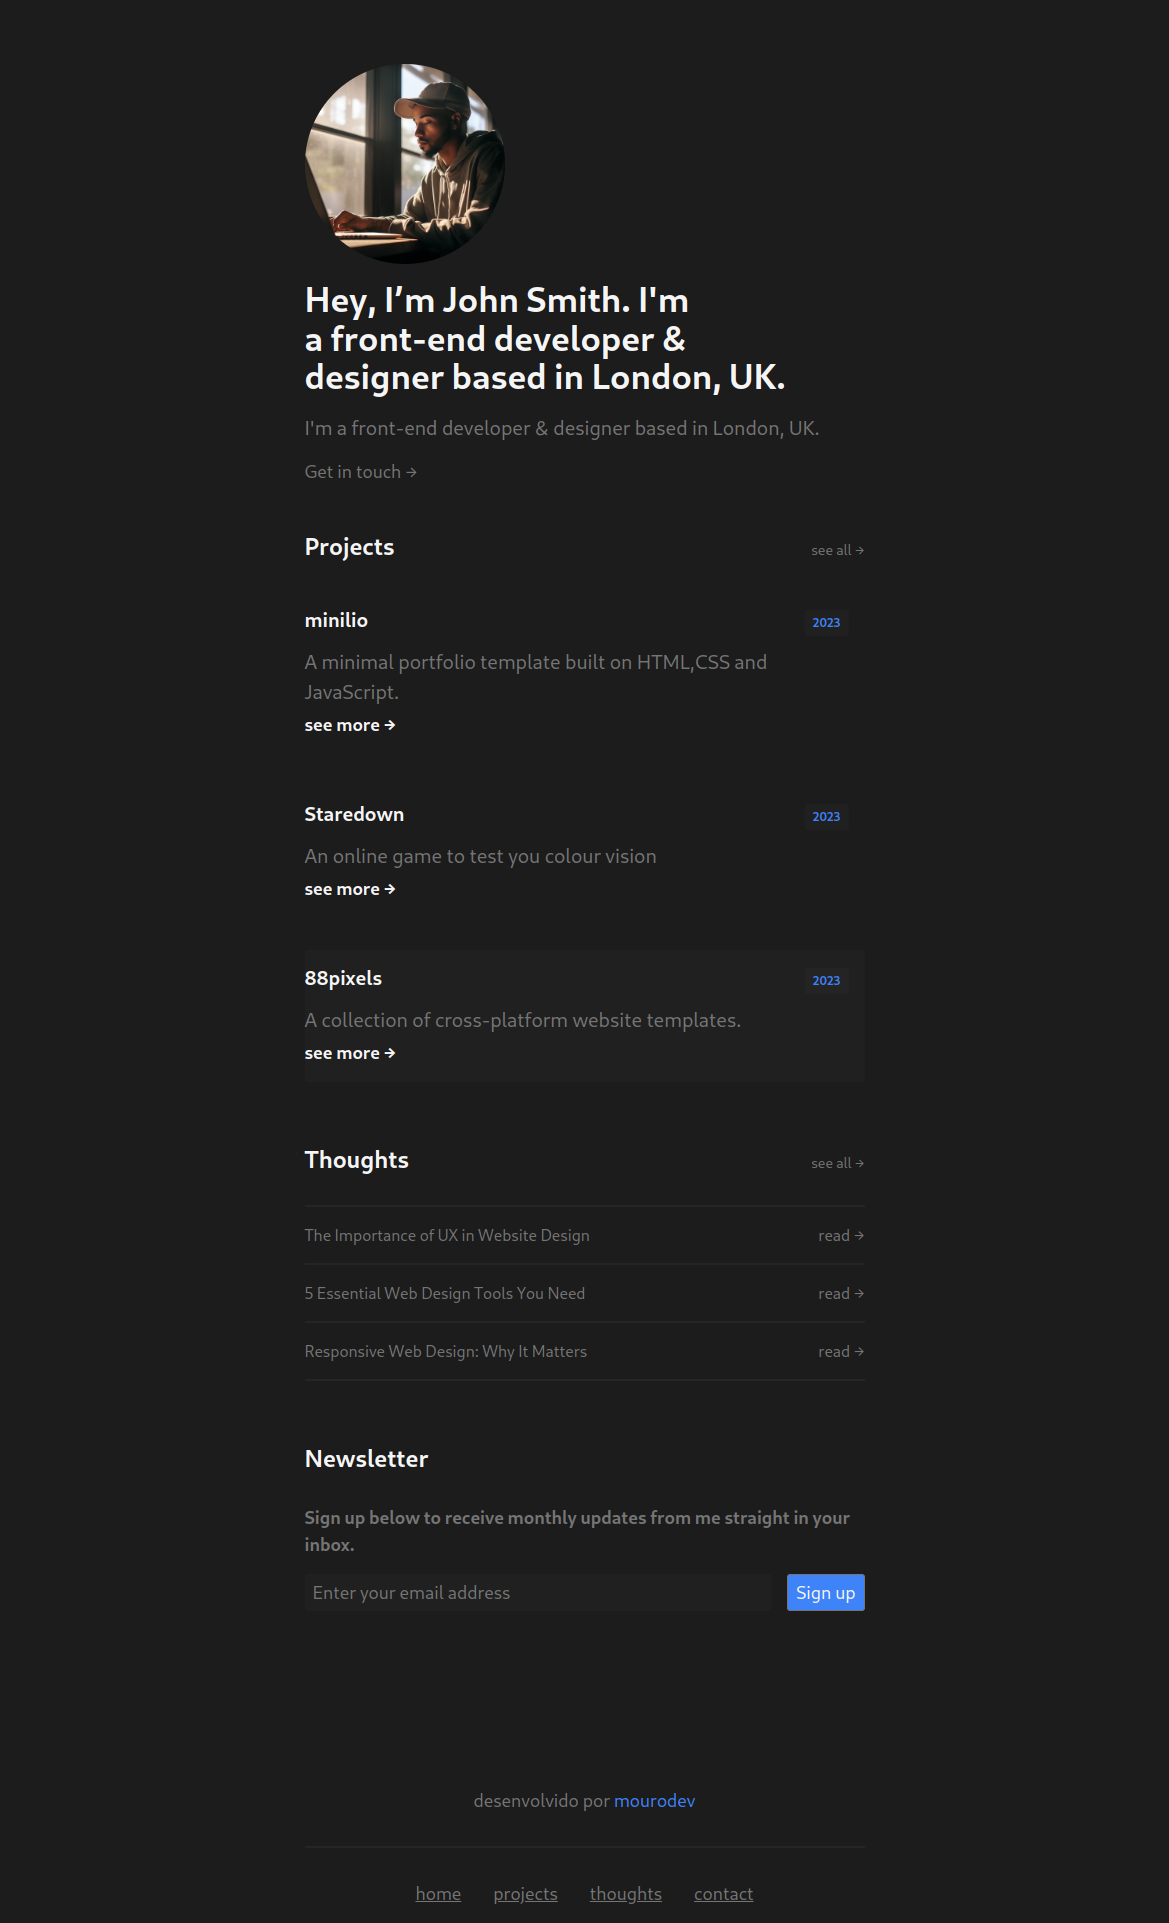 Hey, I’m John Smith. I'm
a front-end developer &
designer based in London, UK.
I'm a front-end developer & designer based in London, UK.
Get in touch →
Projects
see all →
minilio
2023
A minimal portfolio template built on HTML,CSS and
JavaScript.
see more →
Staredown
2023
An online game to test you colour vision
see more →
88pixels
2023
A collection of cross-platform website templates.
see more →
Thoughts
see all →
The Importance of UX in Website Design
read →
5 Essential Web Design Tools You Need
read →
Responsive Web Design: Why It Matters
read →
Newsletter
Sign up below to receive monthly updates from me straight in your
inbox.
Enter your email address
Sign up
desenvolvido por mourodev
home projects thoughts contact